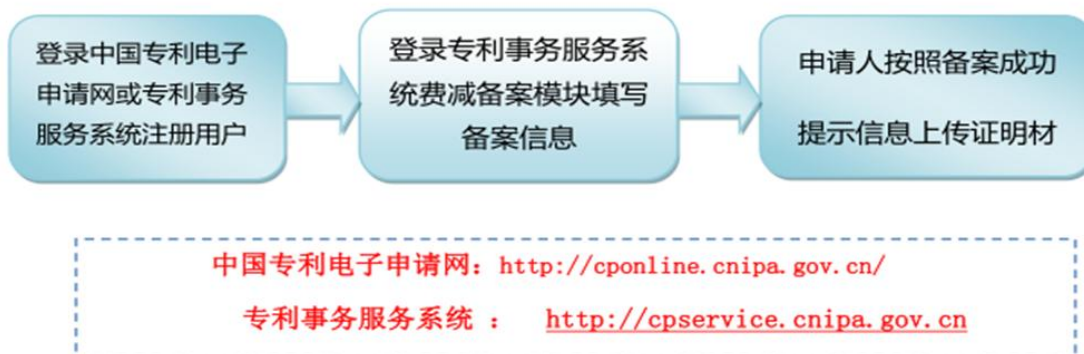 登录中国专利电子
申请网或专利事务
服务系统注册用户
登录专利事务服务系
统费减备案模块填写
备案信息
申请人按照备案成功
提示信息上传证明材
中国专利电子申请网：http://cponline.cnipa.gov.cn/
专利事务服务系统 ： http://cpservice.cnipa.gov.cn